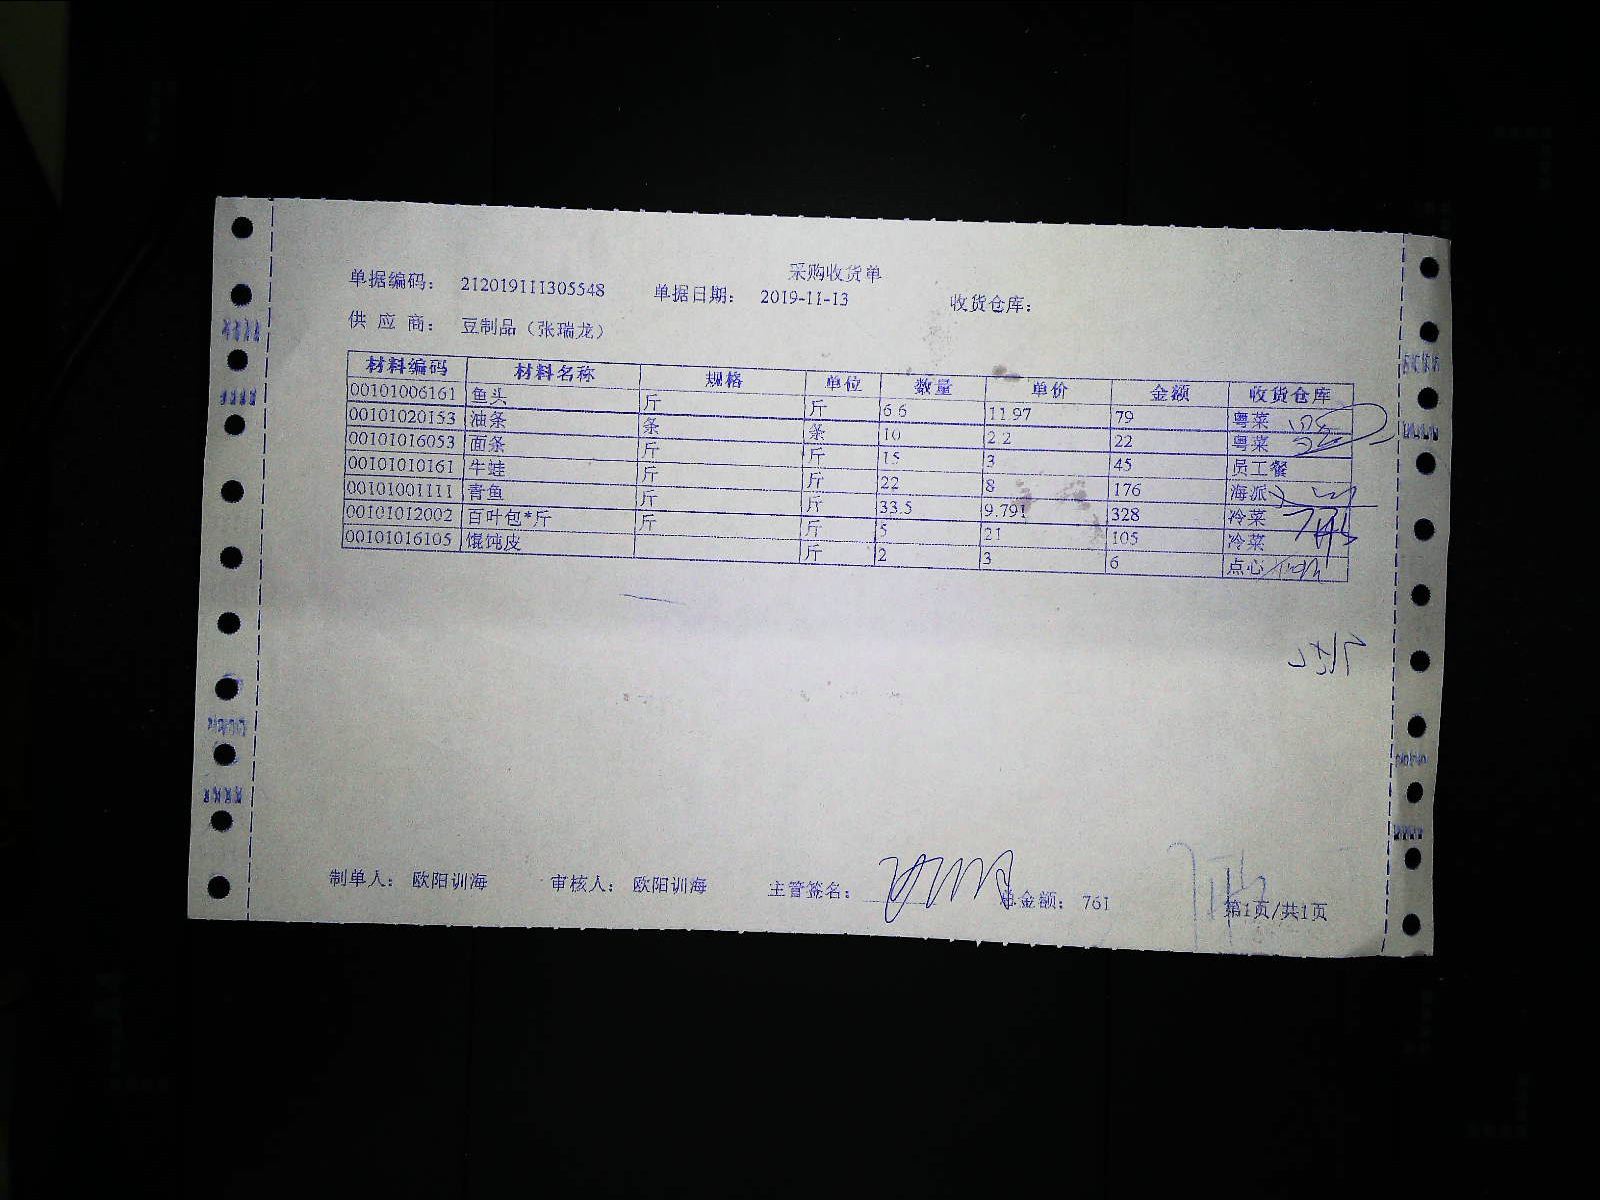 采购收货单
单据编码： 212019111305548 单据日期： 2019-11-13 收货仓库：
供 应 商： 豆制品（张瑞龙）
材料编码 材料名称 规格 单位 数量 单价 金额 收货仓库
00101006161 鱼头 斤 斤 6.6 11.97 79 粤菜
00101020153 油条 条 条 10 2.2 22 粤菜
00101016053 面条 斤 斤 15 3 45 员工餐
00101010161 牛蛙 斤 斤 22 8 176 海派
00101001111 青鱼 斤 斤 33.5 9.791 328 冷菜
00101012002 百叶包*斤 斤 斤 5 21 105 冷菜
00101016105 馄饨皮 斤 2 3 6 点心
制单人： 欧阳训海 审核人： 欧阳训海 主管签名： 总金额： 761 第1页/共1页